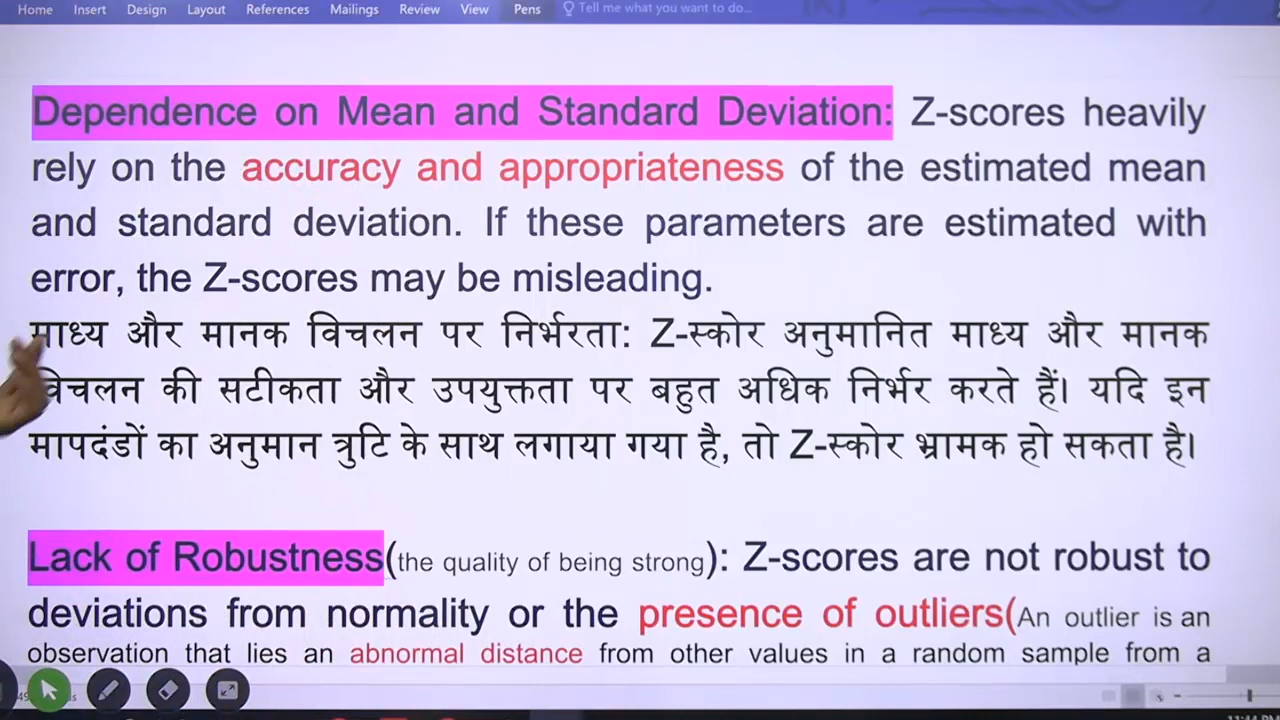 Home Insert Design Layout References Mailings Review View Pens Tell me what you want to do...
Dependence on Mean and Standard Deviation: Z-scores heavily
rely on the accuracy and appropriateness of the estimated mean
and standard deviation. If these parameters are estimated with
error, the Z-scores may be misleading.
माध्य और मानक विचलन पर निर्भरता: Z-स्कोर अनुमानित माध्य और मानक
विचलन की सटीकता और उपयुक्तता पर बहुत अधिक निर्भर करते हैं। यदि इन
मापदंडों का अनुमान त्रुटि के साथ लगाया गया है, तो Z-स्कोर भ्रामक हो सकता है।
Lack of Robustness(the quality of being strong): Z-scores are not robust to
deviations from normality or the presence of outliers(An outlier is an
observation that lies an abnormal distance from other values in a random sample from a